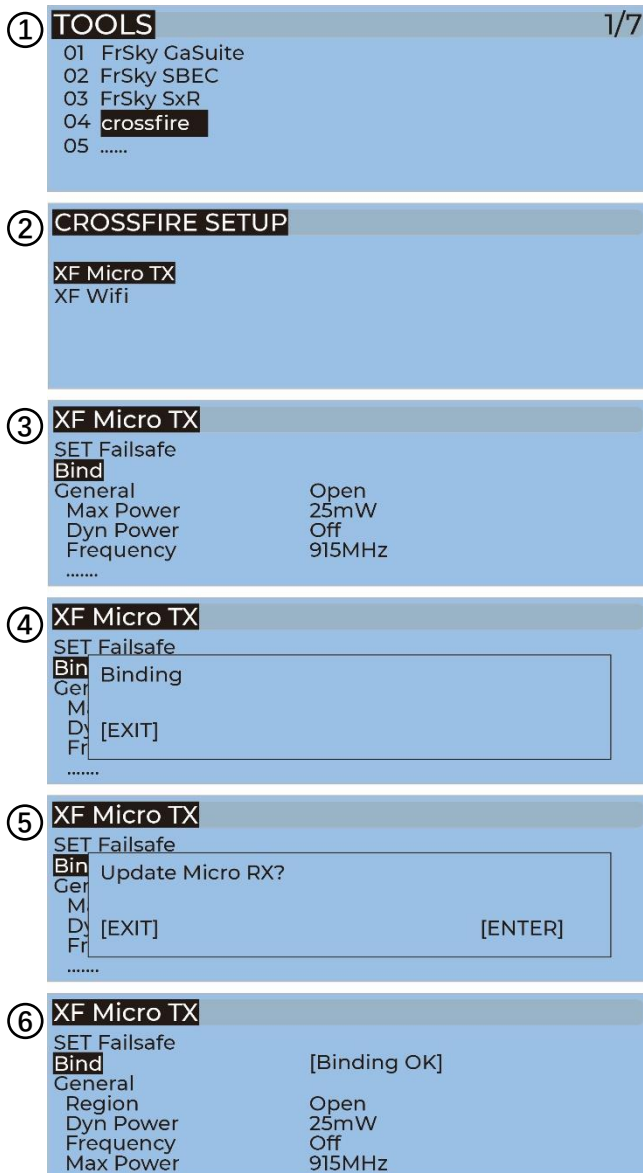 ① TOOLS 1/7
01 FrSky GaSuite
02 FrSky SBEC
03 FrSky SxR
04 crossfire
05 ......
② CROSSFIRE SETUP
XF Micro TX
XF Wifi
③ XF Micro TX
SET Failsafe
Bind
General Open
Max Power 25mW
Dyn Power Off
Frequency 915MHz
.......
④ XF Micro TX
SET Failsafe
Bin
Binding
Ger
M
Dy [EXIT]
Fr
.......
⑤ XF Micro TX
SET Failsafe
Bin
Update Micro RX?
Ger
M
Dy [EXIT] [ENTER]
Fr
.......
⑥ XF Micro TX
SET Failsafe
Bind [Binding OK]
General
Region Open
Dyn Power 25mW
Frequency Off
Max Power 915MHz